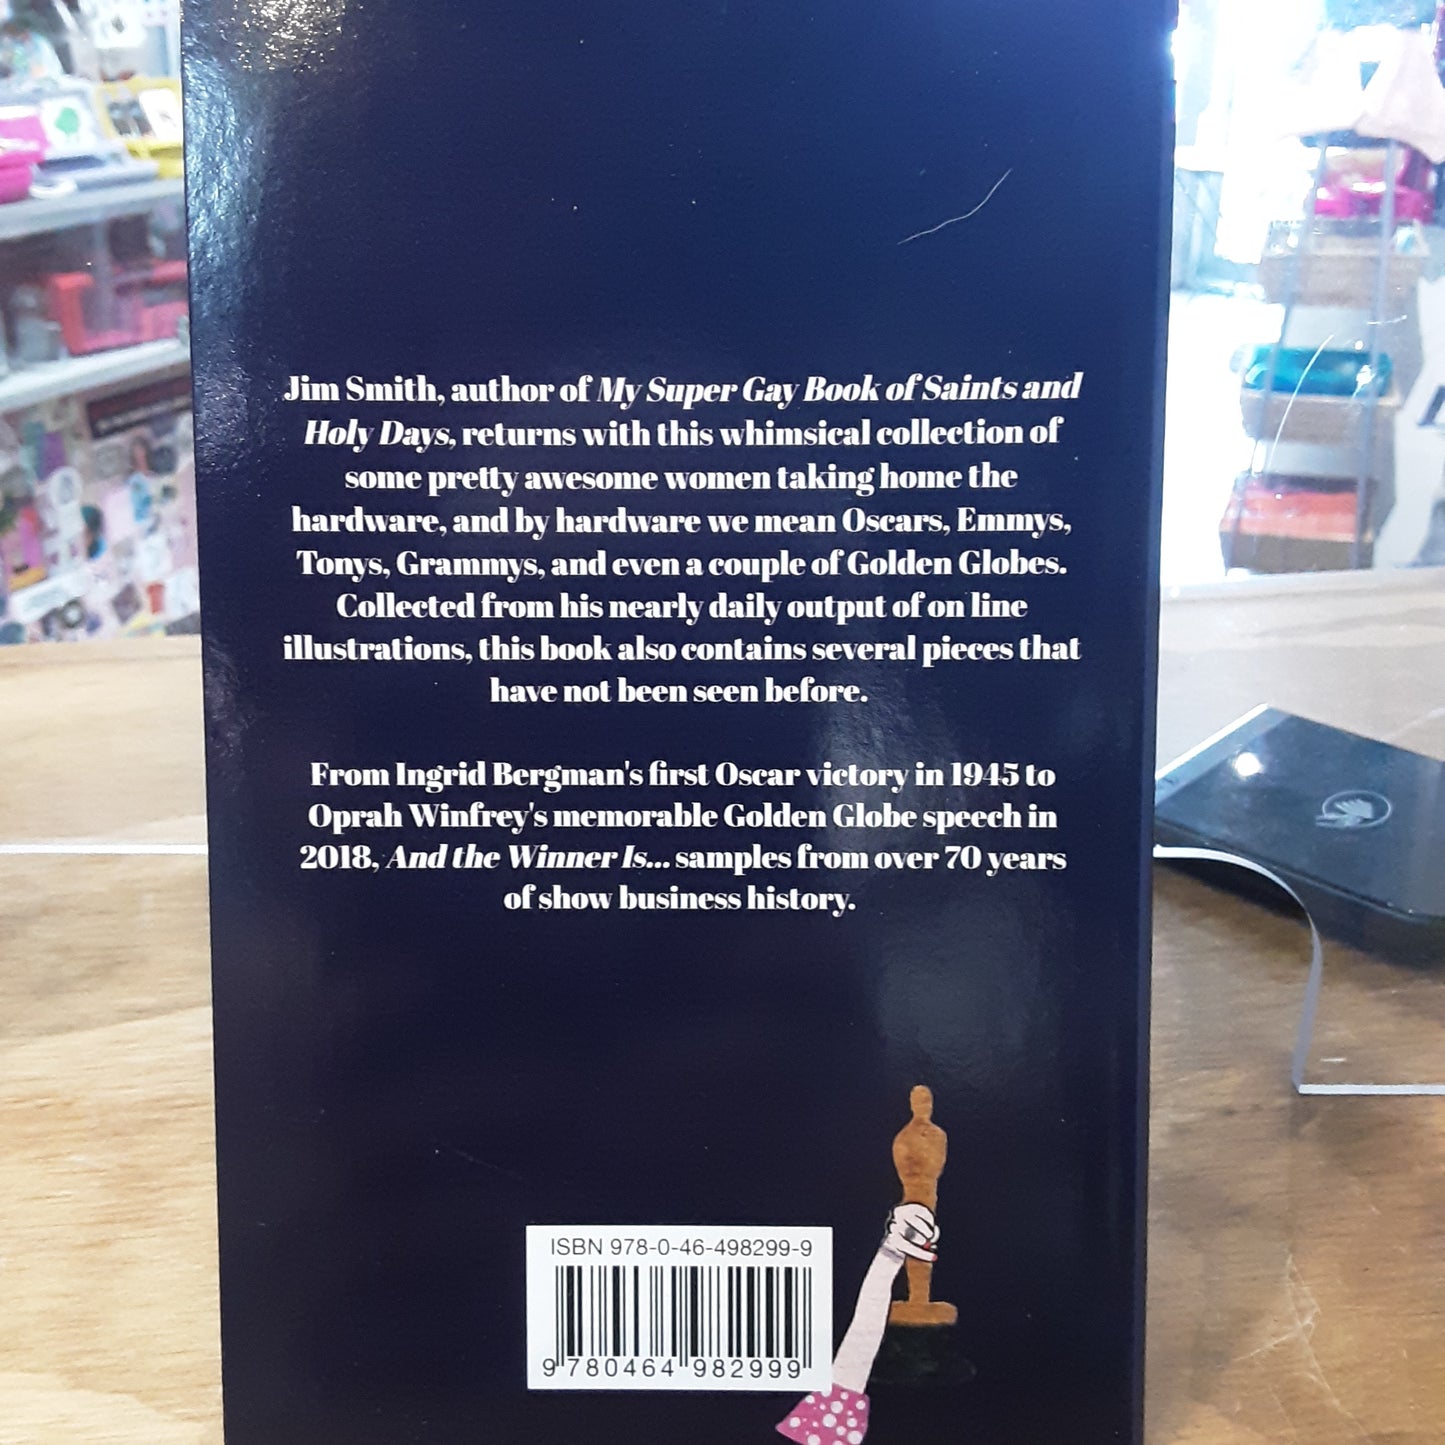 Jim Smith, author of My Super Gay Book of Saints and
Holy Days, returns with this whimsical collection of
some pretty awesome women taking home the
hardware, and by hardware we mean Oscars, Emmys,
Tonys, Grammys, and even a couple of Golden Globes.
Collected from his nearly daily output of on line
illustrations, this book also contains several pieces that
have not been seen before.
From Ingrid Bergman's first Oscar victory in 1945 to
Oprah Winfrey's memorable Golden Globe speech in
2018, And the Winner Is... samples from over 70 years
of show business history.
ISBN 978-0-46-498299-9
9 780464 982999